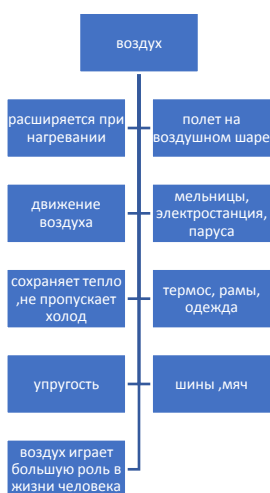 воздух
расширяется при
нагревании
полет на
воздушном шаре
движение
воздуха
мельницы,
электростанция,
паруса
сохраняет тепло
,не пропускает
холод
термос, рамы,
одежда
упругость
шины ,мяч
воздух играет
большую роль в
жизни человека